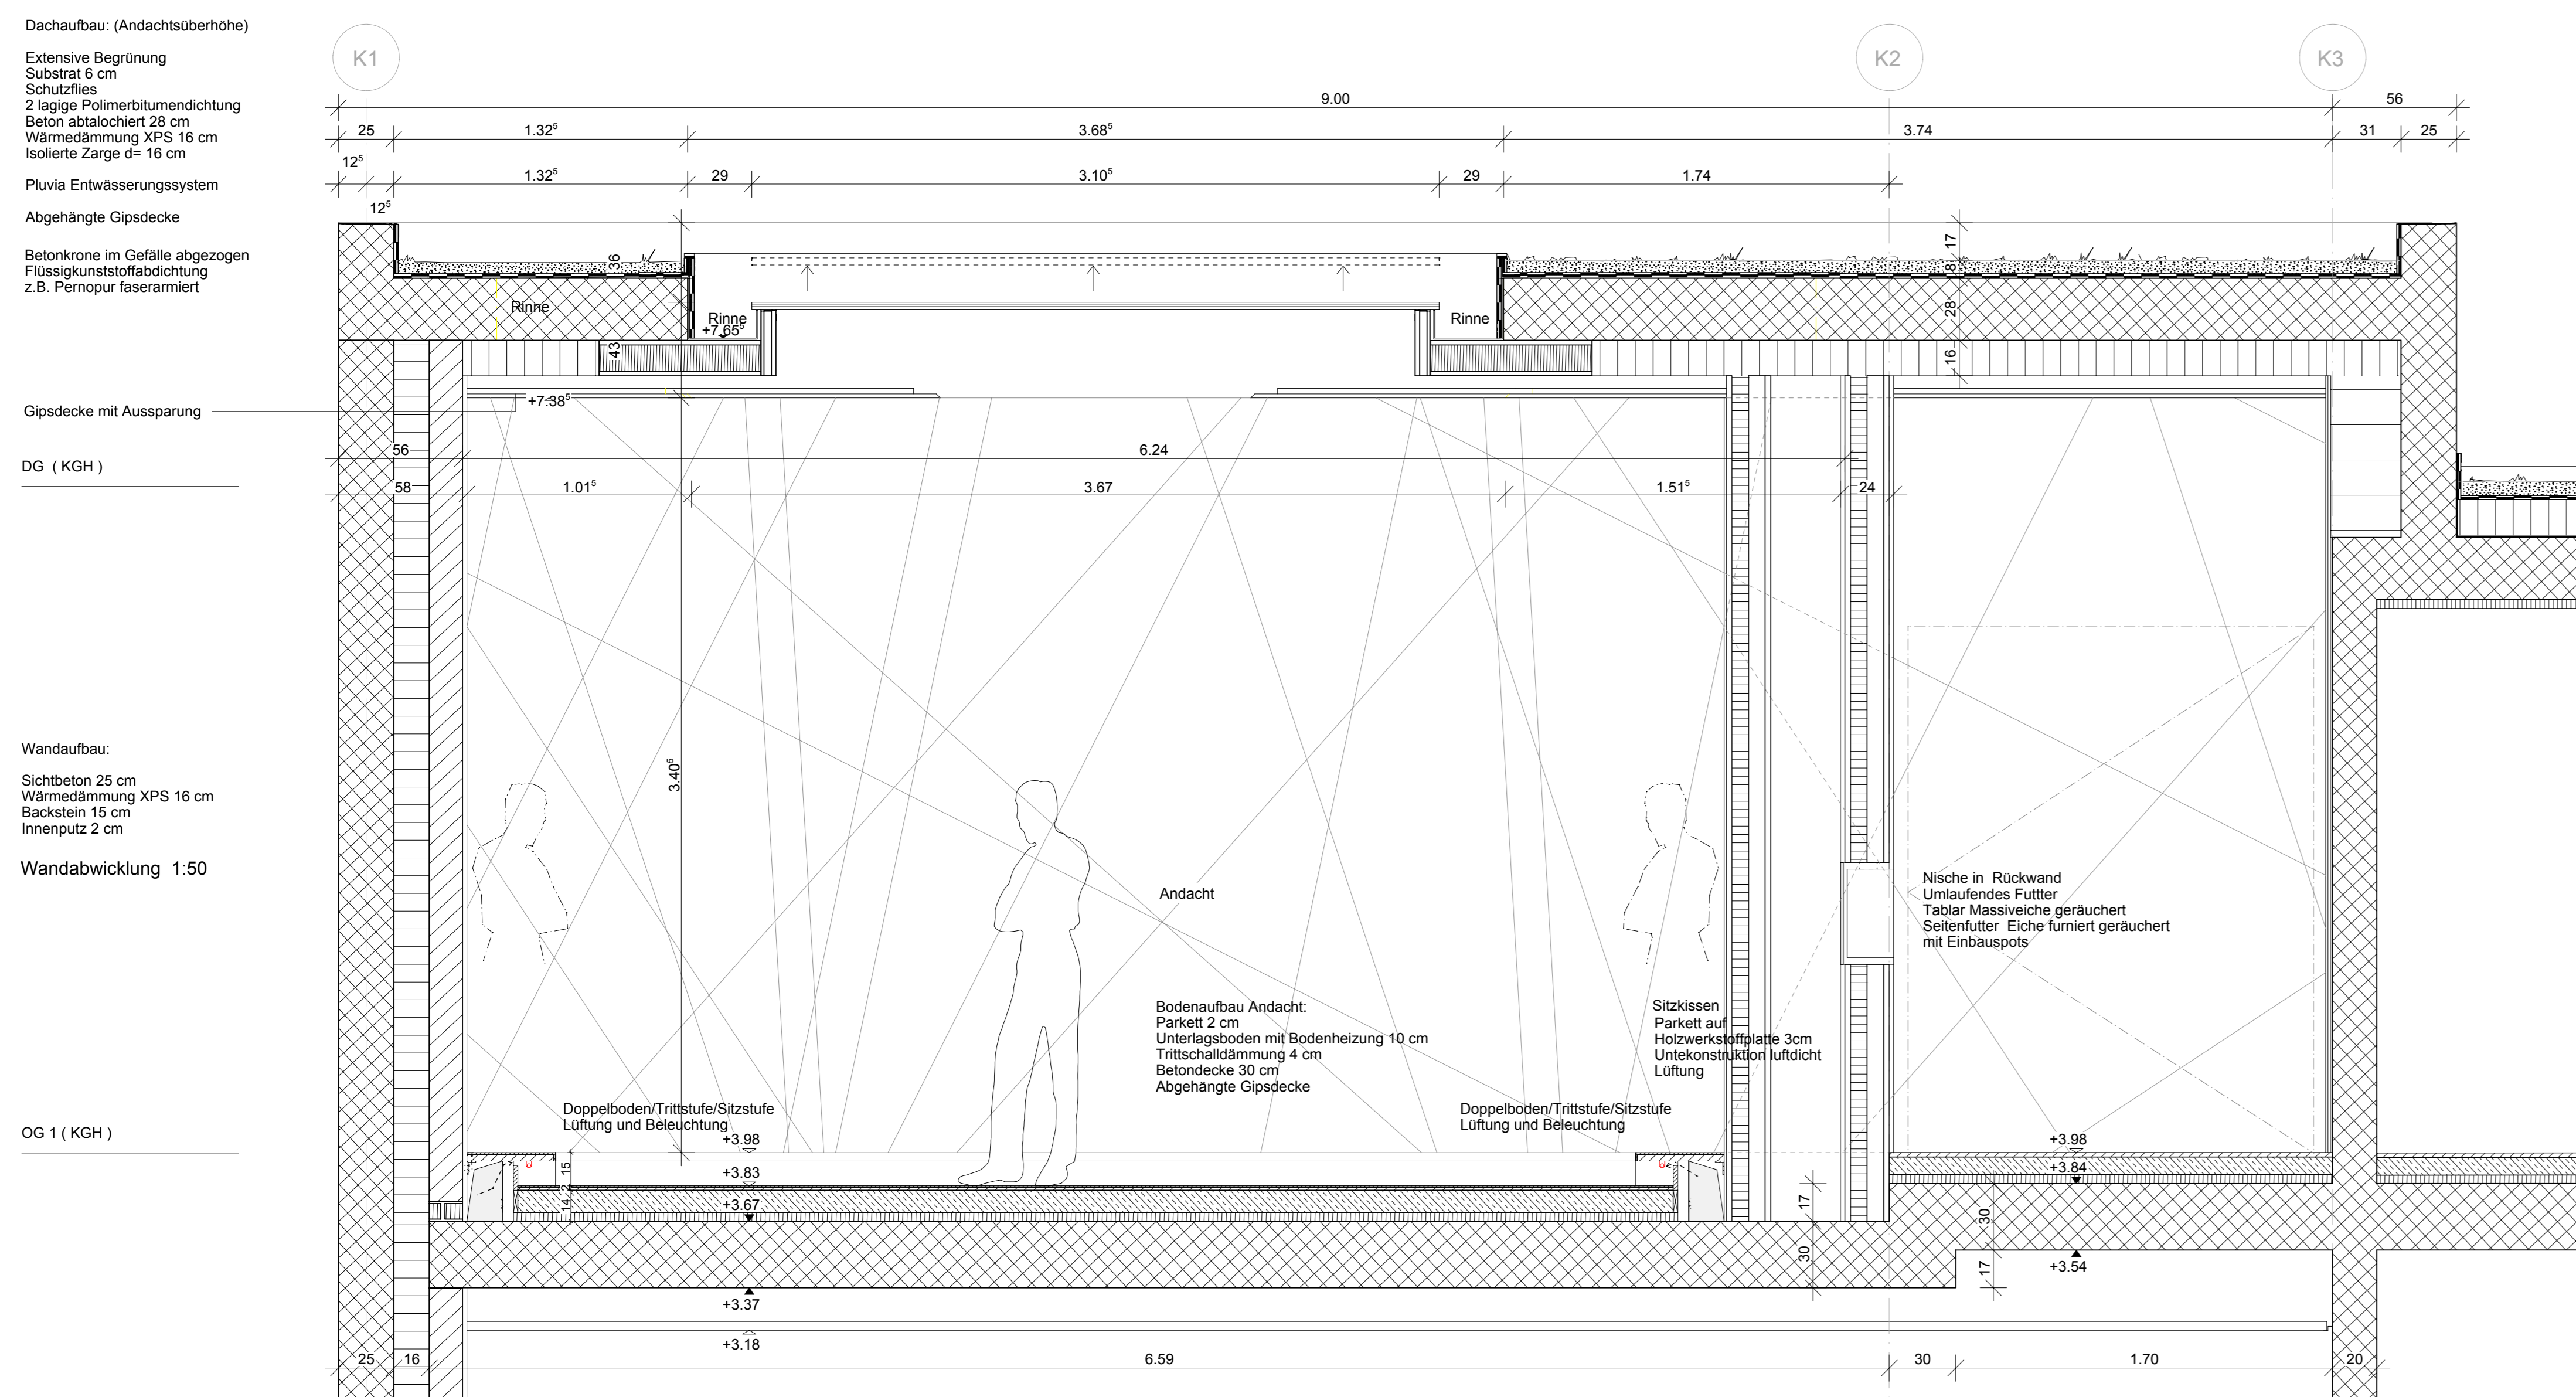 Dachaufbau: (Andachtsüberhöhe)
Extensive Begrünung
Substrat 6 cm
Schutzflies
2 lagige Polimerbitumendichtung
Beton abtalochiert 28 cm
Wärmedämmung XPS 16 cm
Isolierte Zarge d= 16 cm
Pluvia Entwässerungssystem
Abgehängte Gipsdecke
Betonkrone im Gefälle abgezogen
Flüssigkunststoffabdichtung
z.B. Pernopur faserarmiert
K1
K2
K3
9.00
56
25
1.32⁵
3.68⁵
3.74
31
25
12⁵
1.32⁵
29
3.10⁵
29
1.74
12⁵
36
17
8
28
16
Rinne
Rinne
+7.65⁵
Rinne
43
Gipsdecke mit Aussparung
+7.38⁵
DG ( KGH )
56
6.24
58
1.01⁵
3.67
1.51⁵
24
3.40⁵
Wandaufbau:
Sichtbeton 25 cm
Wärmedämmung XPS 16 cm
Backstein 15 cm
Innenputz 2 cm
Wandabwicklung 1:50
Andacht
Nische in Rückwand
Umlaufendes Futtter
Tablar Massiveiche geräuchert
Seitenfutter Eiche furniert geräuchert
mit Einbauspots
Bodenaufbau Andacht:
Parkett 2 cm
Unterlagsboden mit Bodenheizung 10 cm
Trittschalldämmung 4 cm
Betondecke 30 cm
Abgehängte Gipsdecke
Sitzkissen
Parkett auf
Holzwerkstoffplatte 3cm
Untekonstruktion luftdicht
Lüftung
Doppelboden/Trittstufe/Sitzstufe
Lüftung und Beleuchtung
Doppelboden/Trittstufe/Sitzstufe
Lüftung und Beleuchtung
OG 1 ( KGH )
+3.98
+3.83
+3.67
15
2
14
+3.98
+3.84
17
30
30
17
+3.54
+3.37
+3.18
25
16
6.59
30
1.70
20